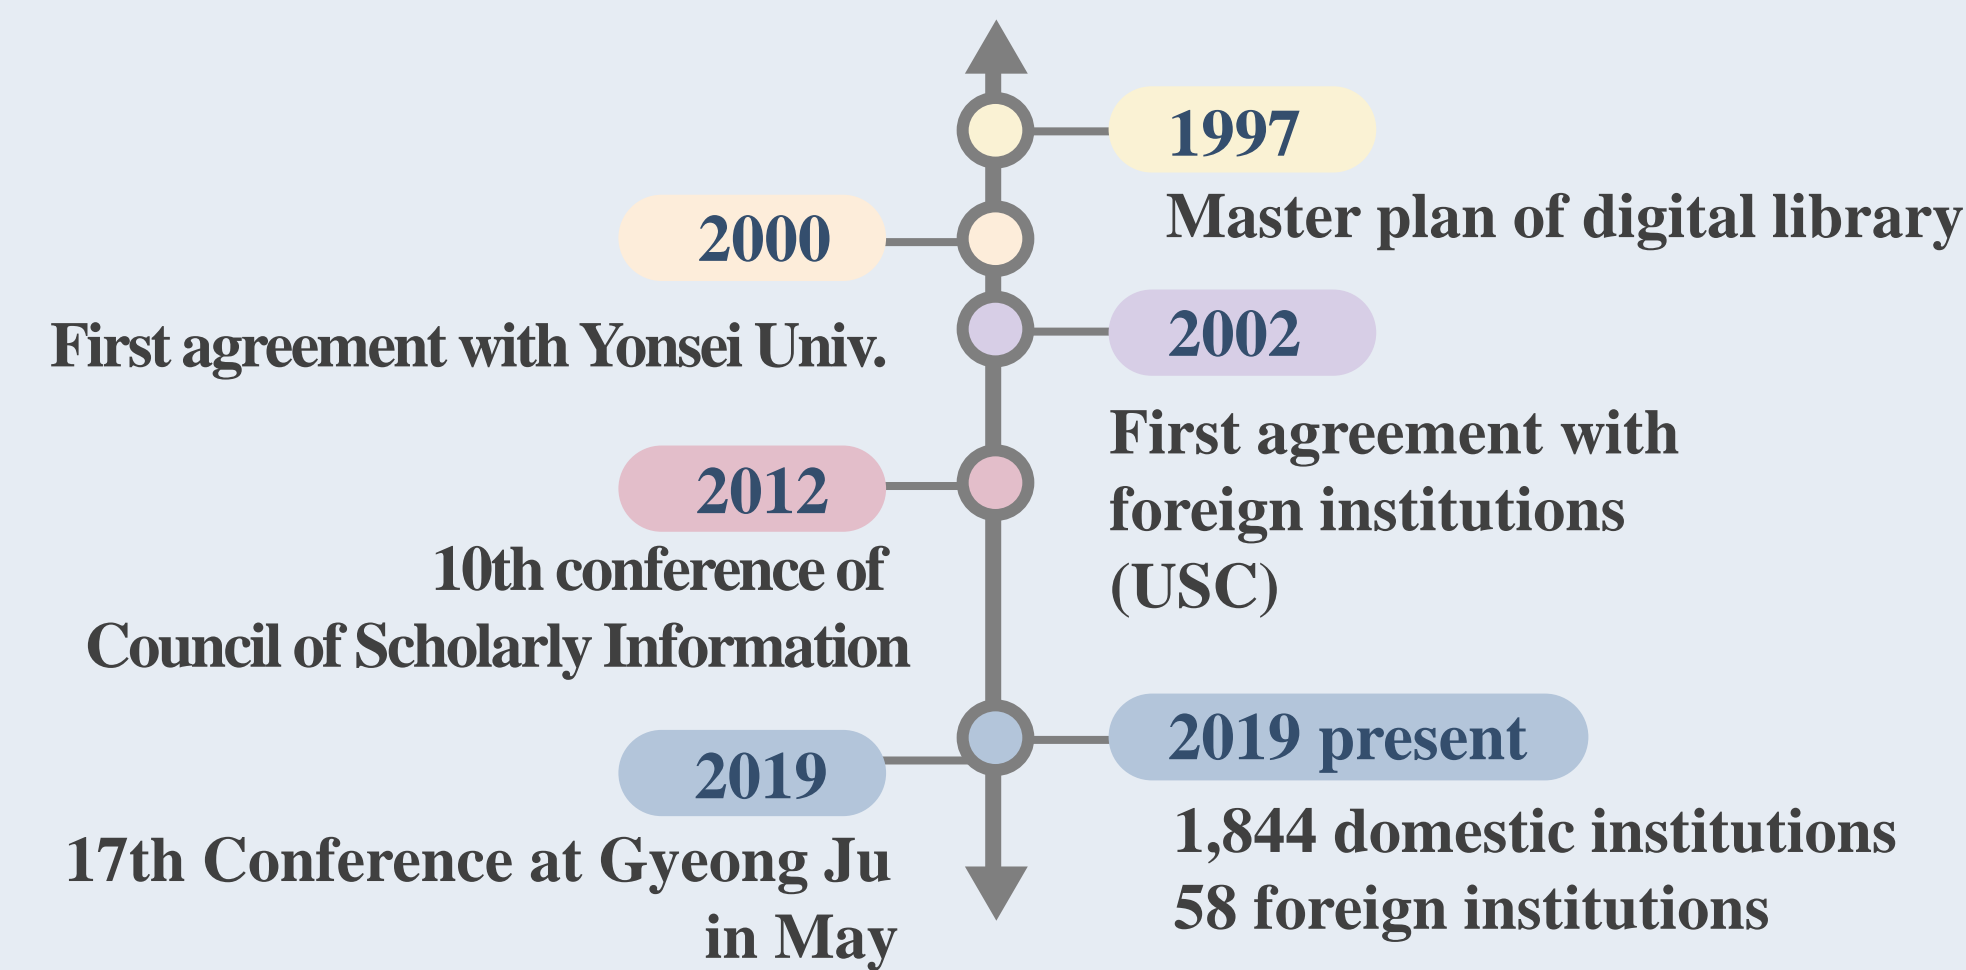 1997
Master plan of digital library
2000
First agreement with Yonsei Univ.
2002
First agreement with
foreign institutions
(USC)
2012
10th conference of
Council of Scholarly Information
2019
17th Conference at Gyeong Ju
in May
2019 present
1,844 domestic institutions
58 foreign institutions